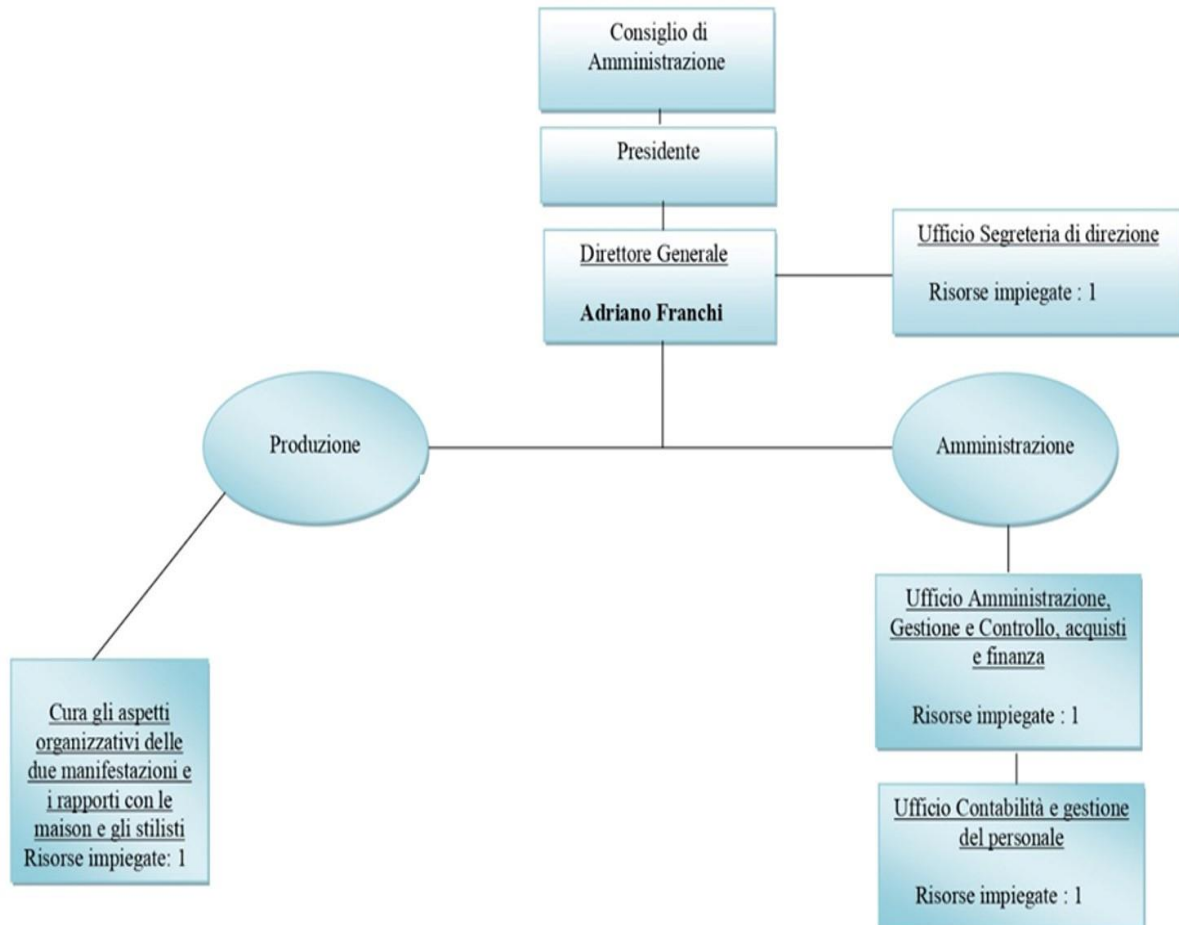 Consiglio di
Amministrazione
Presidente
Direttore Generale
Adriano Franchi
Ufficio Segreteria di direzione
Risorse impiegate : 1
Produzione
Amministrazione
Cura gli aspetti
organizzativi delle
due manifestazioni e
i rapporti con le
maison e gli stilisti
Risorse impiegate: 1
Ufficio Amministrazione,
Gestione e Controllo, acquisti
e finanza
Risorse impiegate : 1
Ufficio Contabilità e gestione
del personale
Risorse impiegate : 1